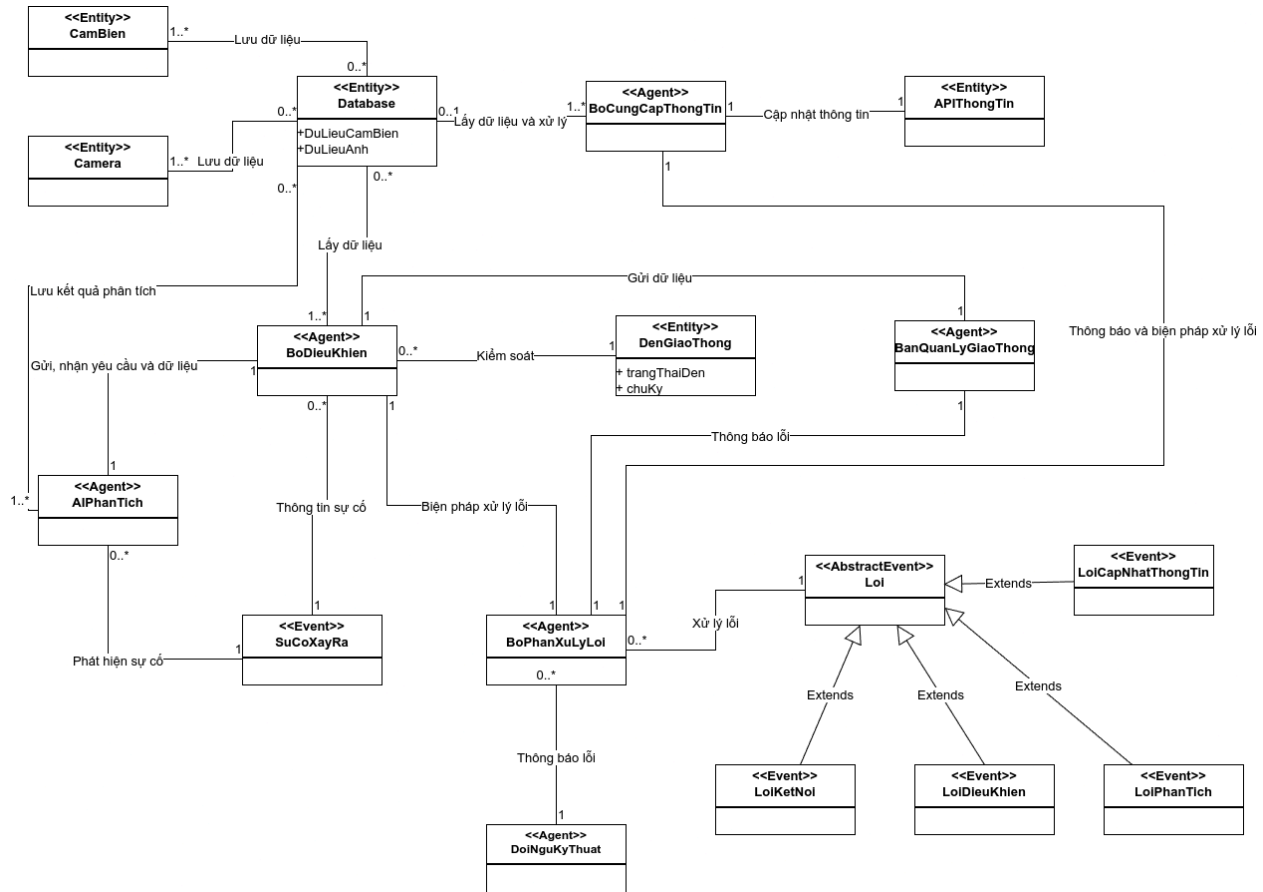 <<Entity>>
CamBien
1..*
Lưu dữ liệu
0..*
<<Entity>>
Database
+DuLieuCamBien
+DuLieuAnh
0..*
0..1
Lấy dữ liệu và xử lý
1..*
<<Agent>>
BoCungCapThongTin
1
Cập nhật thông tin
1
<<Entity>>
APIThongTin
<<Entity>>
Camera
1..*
Lưu dữ liệu
0..*
0..*
1
Lấy dữ liệu
Lưu kết quả phân tích
Gửi dữ liệu
1..*
1
1
<<Agent>>
BoDieuKhien
0..*
Kiểm soát
1
<<Entity>>
DenGiaoThong
+ trangThaiDen
+ chuKy
<<Agent>>
BanQuanLyGiaoThong
Thông báo và biện pháp xử lý lỗi
Gửi, nhận yêu cầu và dữ liệu
1
0..*
1
1
Thông báo lỗi
1
1..*
<<Agent>>
AIPhanTich
0..*
Thông tin sự cố
Biện pháp xử lý lỗi
<<AbstractEvent>>
Loi
Extends
<<Event>>
LoiCapNhatThongTin
1
1
1
1
1
<<Event>>
SuCoXayRa
1
Phát hiện sự cố
<<Agent>>
BoPhanXuLyLoi
0..*
Xử lý lỗi
0..*
Extends
Extends
Extends
Thông báo lỗi
1
<<Event>>
LoiKetNoi
<<Event>>
LoiDieuKhien
<<Event>>
LoiPhanTich
<<Agent>>
DoiNguKyThuat